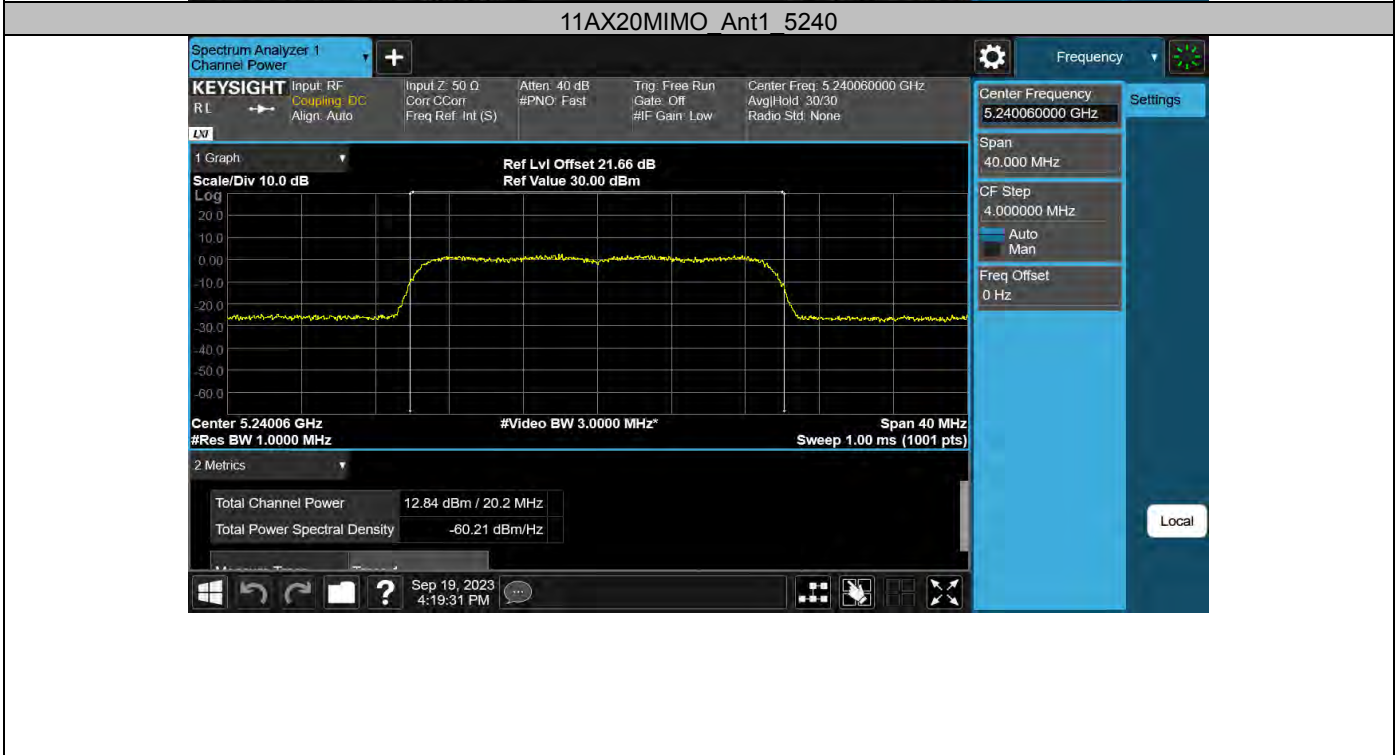 11AX20MIMO_Ant1_5240
Spectrum Analyzer 1
Channel Power
+
Frequency
KEYSIGHT
R L
LXI
Input: RF
Coupling: DC
Align: Auto
Input Z: 50 Ω
Corr CCorr
Freq Ref: Int (S)
Atten: 40 dB
#PNO: Fast
Trig: Free Run
Gate: Off
#IF Gain: Low
Center Freq: 5.240060000 GHz
Avg|Hold: 30/30
Radio Std: None
Center Frequency
5.240060000 GHz
Settings
Span
40.000 MHz
CF Step
4.000000 MHz
Auto
Man
Freq Offset
0 Hz
Local
1 Graph
Scale/Div 10.0 dB
Ref Lvl Offset 21.66 dB
Ref Value 30.00 dBm
Log
20.0
10.0
0.00
-10.0
-20.0
-30.0
-40.0
-50.0
-60.0
Center 5.24006 GHz
#Video BW 3.0000 MHz*
Span 40 MHz
#Res BW 1.0000 MHz
Sweep 1.00 ms (1001 pts)
2 Metrics
Total Channel Power 12.84 dBm / 20.2 MHz
Total Power Spectral Density -60.21 dBm/Hz
?
Sep 19, 2023
4:19:31 PM